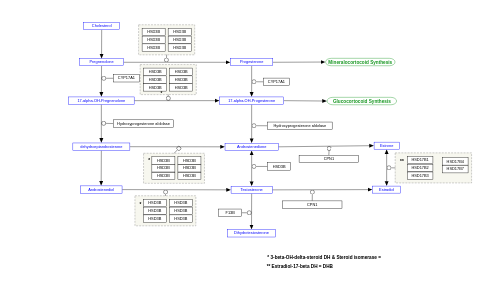 Cholesterol
HSD3B HSD3B
HSD3B HSD3B
HSD3B HSD3B
Pregnenolone
Progesterone
Mineralocorticoid Synthesis
HSD3B HSD3B
HSD3B HSD3B
HSD3B HSD3B
*
CYP17A1
CYP17A1
17-alpha-OH-Pregnenolone
17-alpha-OH-Progesterone
Glucocorticoid Synthesis
Hydroxyprogesterone aldolase
Hydroxyprogesterone aldolase
dehydroepiandrosterone
Androstenedione
Estrone
CPN1
*
HSD3B HSD3B
HSD3B HSD3B
HSD3B HSD3B
HSD3B
**
HSD17B1
HSD17B2
HSD17B3
HSD17B4
HSD17B7
Androstenediol
Testosterone
Estradiol
*
HSD3B HSD3B
HSD3B HSD3B
HSD3B HSD3B
CPN1
Dihydrotestosterone
* 3-beta-OH-delta-steroid DH & Steroid isomerase =
** Estradiol-17-beta DH = DHB